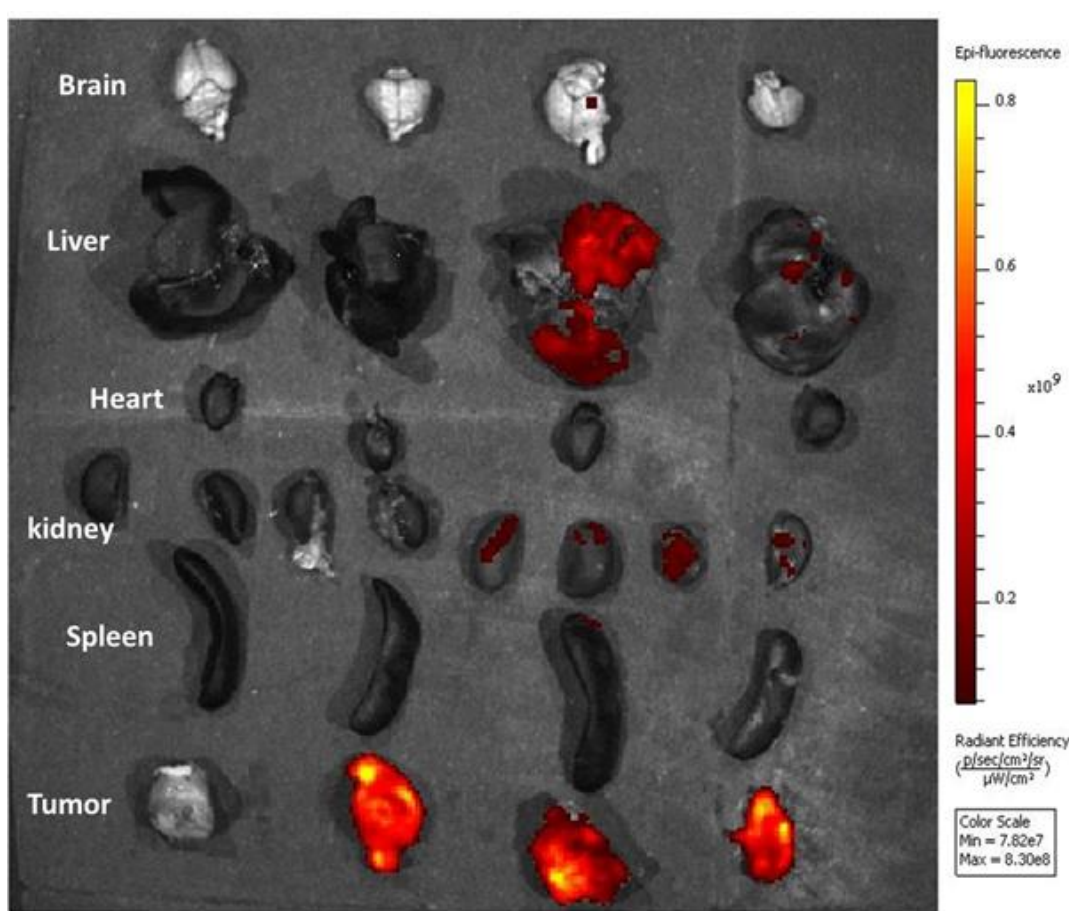 Brain
Liver
Heart
kidney
Spleen
Tumor
Epi-fluorescence
0.8
0.6
x10⁹
0.4
0.2
Radiant Efficiency
(p/sec/cm²/sr
µW/cm²)
Color Scale
Min = 7.82e7
Max = 8.30e8